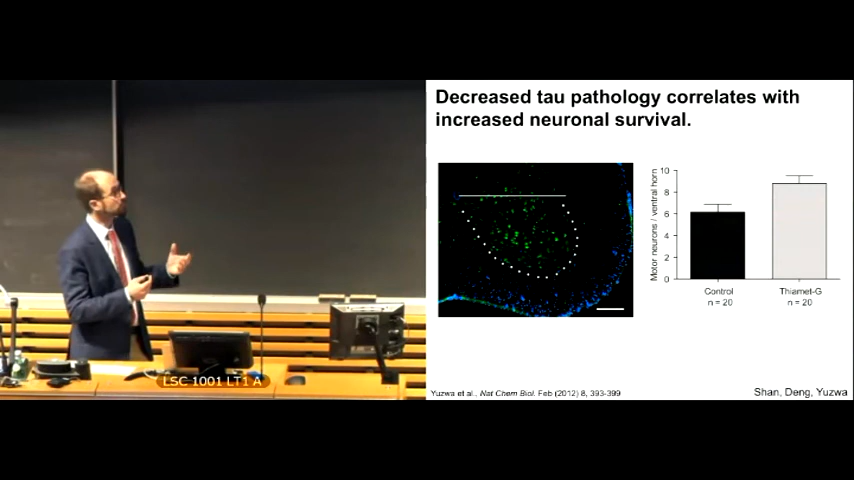 Decreased tau pathology correlates with
increased neuronal survival.
Motor neurons / ventral horn
10
8
6
4
2
0
Control
n = 20
Thiamet-G
n = 20
LSC 1001 LT1 A
Yuzwa et al., Nat Chem Biol. Feb (2012) 8, 393-399
Shan, Deng, Yuzwa